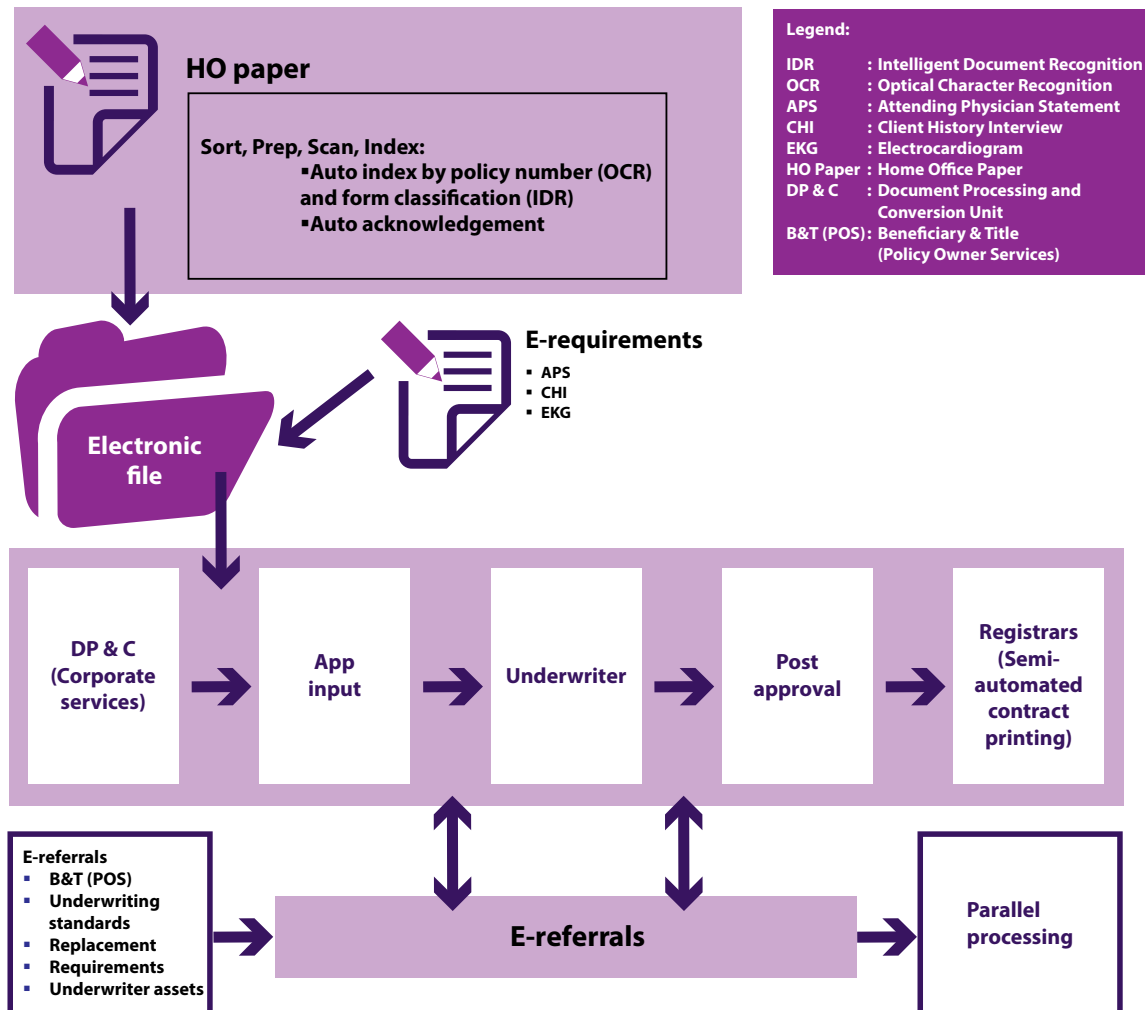 HO paper
Sort, Prep, Scan, Index:
▪Auto index by policy number (OCR)
and form classification (IDR)
▪Auto acknowledgement
Legend:
IDR : Intelligent Document Recognition
OCR : Optical Character Recognition
APS : Attending Physician Statement
CHI : Client History Interview
EKG : Electrocardiogram
HO Paper : Home Office Paper
DP & C : Document Processing and
Conversion Unit
B&T (POS) : Beneficiary & Title
(Policy Owner Services)
E-requirements
▪ APS
▪ CHI
▪ EKG
Electronic
file
DP & C
(Corporate
services)
App
input
Underwriter
Post
approval
Registrars
(Semi-
automated
contract
printing)
E-referrals
▪ B&T (POS)
▪ Underwriting
standards
▪ Replacement
▪ Requirements
▪ Underwriter assets
E-referrals
Parallel
processing